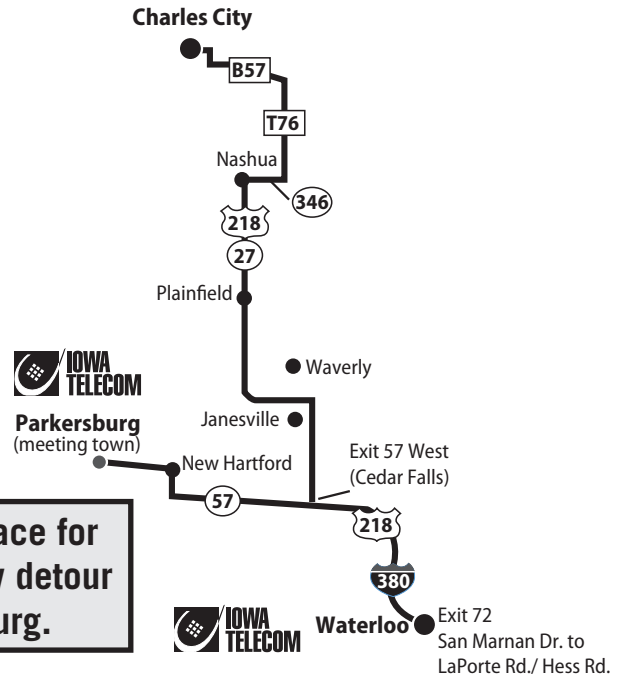 Charles City
B57
T76
Nashua
346
218
27
Plainfield
Waverly
IOWA
TELECOM
Janesville
Parkersburg
(meeting town)
New Hartford
Exit 57 West
(Cedar Falls)
57
218
for
detour
380
IOWA
TELECOM
Waterloo
Exit 72
San Marnan Dr. to
LaPorte Rd./ Hess Rd.